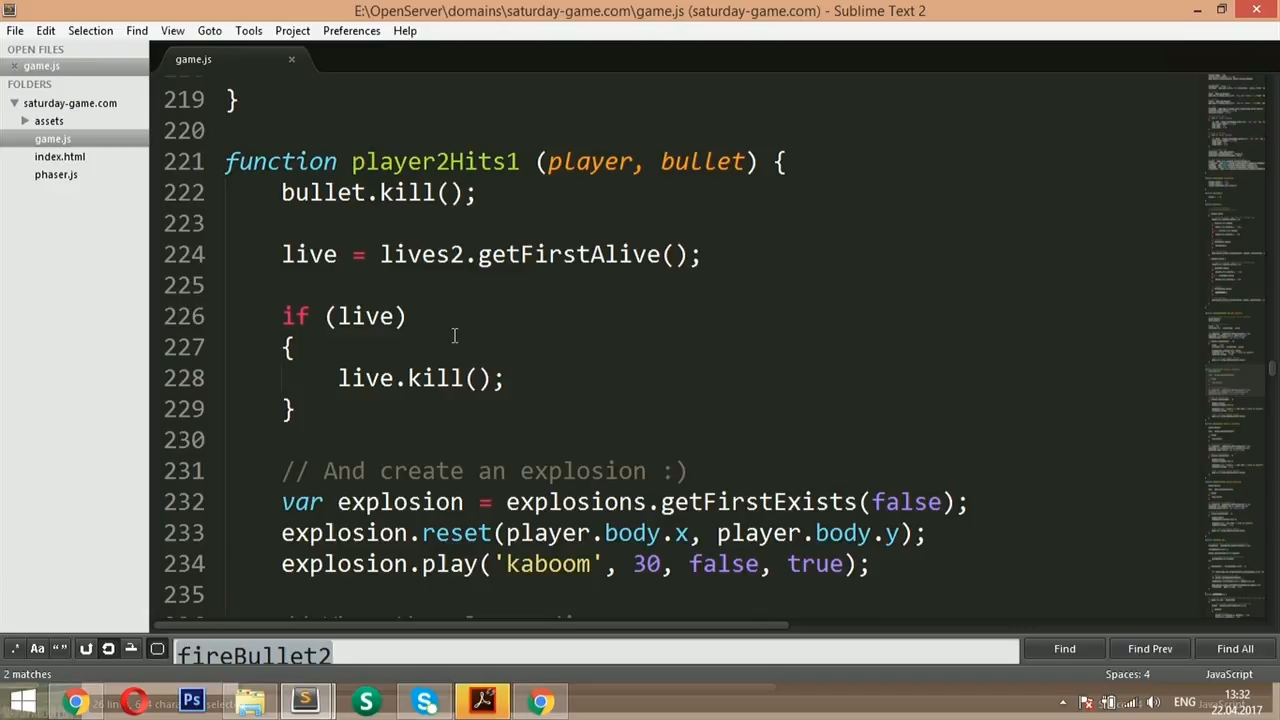 E:\OpenServer\domains\saturday-game.com\game.js (saturday-game.com) - Sublime Text 2
File Edit Selection Find View Goto Tools Project Preferences Help
OPEN FILES
game.js
FOLDERS
saturday-game.com
assets
game.js
index.html
phaser.js
game.js
219 }
220
221 function player2Hits1 (player, bullet) {
222 bullet.kill();
223
224 live = lives2.getFirstAlive();
225
226 if (live)
227 {
228 live.kill();
229 }
230
231 // And create an explosion :)
232 var explosion = explosions.getFirstExists(false);
233 explosion.reset(player.body.x, player.body.y);
234 explosion.play('kaboom', 30, false, true);
235
.* Aa “” fireBullet2 Find Find Prev Find All
2 matches Spaces: 4 JavaScript
Ps S ENG 13:32
22.04.2017